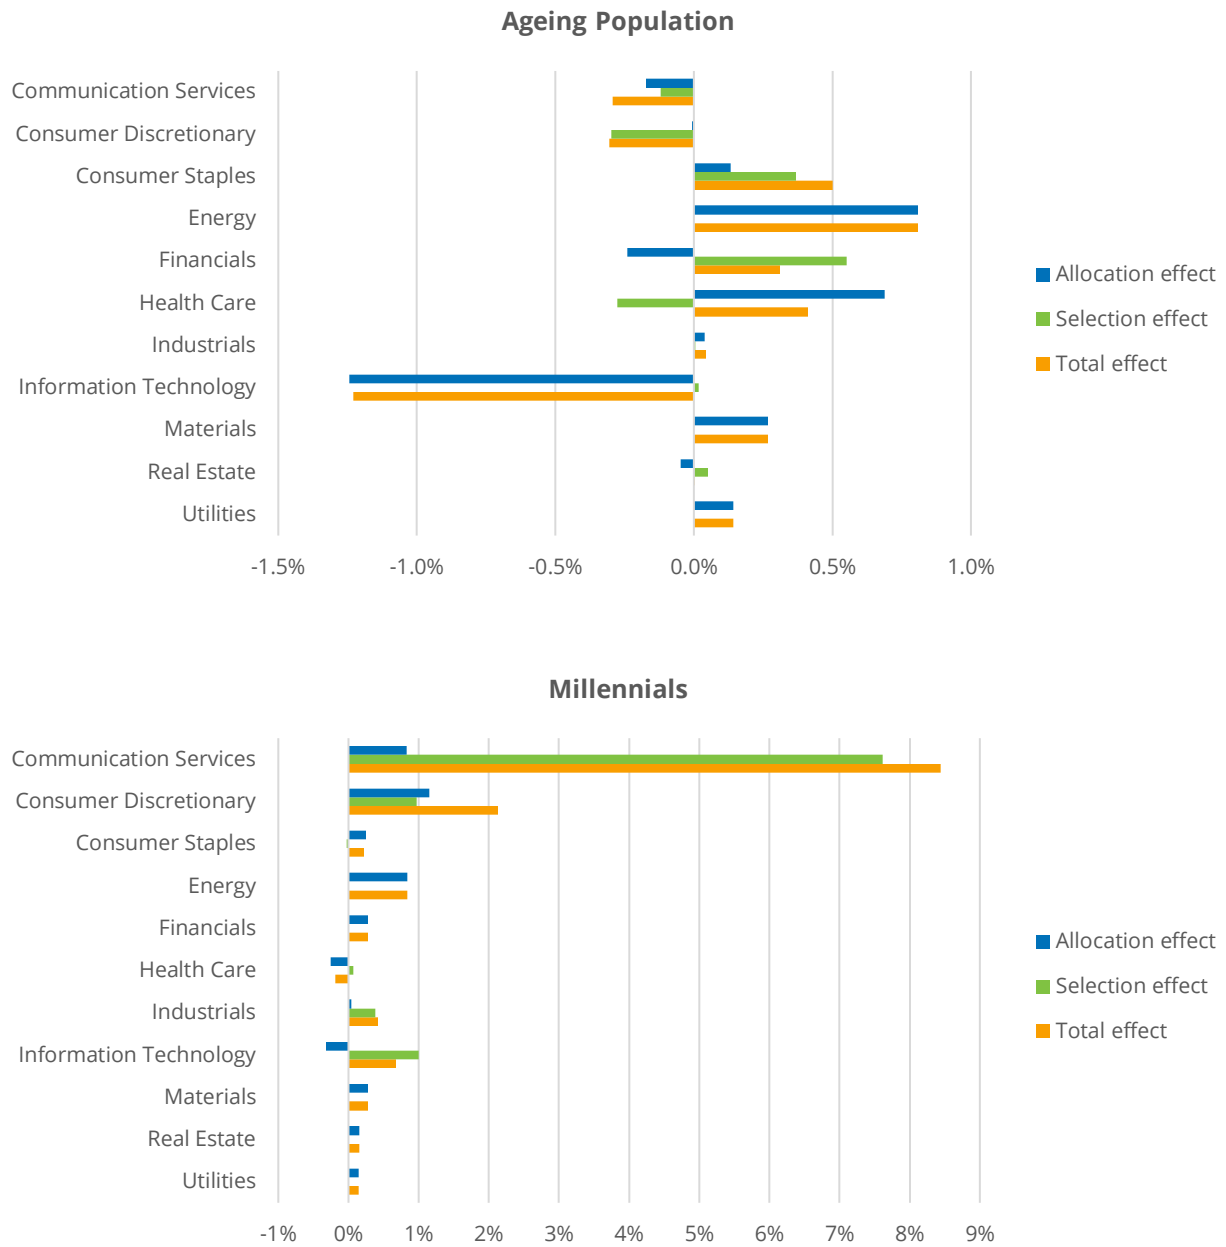 Ageing Population
Communication Services
Consumer Discretionary
Consumer Staples
Energy
Financials
Health Care
Industrials
Information Technology
Materials
Real Estate
Utilities
-1.5% -1.0% -0.5% 0.0% 0.5% 1.0%
Allocation effect
Selection effect
Total effect
Millennials
Communication Services
Consumer Discretionary
Consumer Staples
Energy
Financials
Health Care
Industrials
Information Technology
Materials
Real Estate
Utilities
-1% 0% 1% 2% 3% 4% 5% 6% 7% 8% 9%
Allocation effect
Selection effect
Total effect